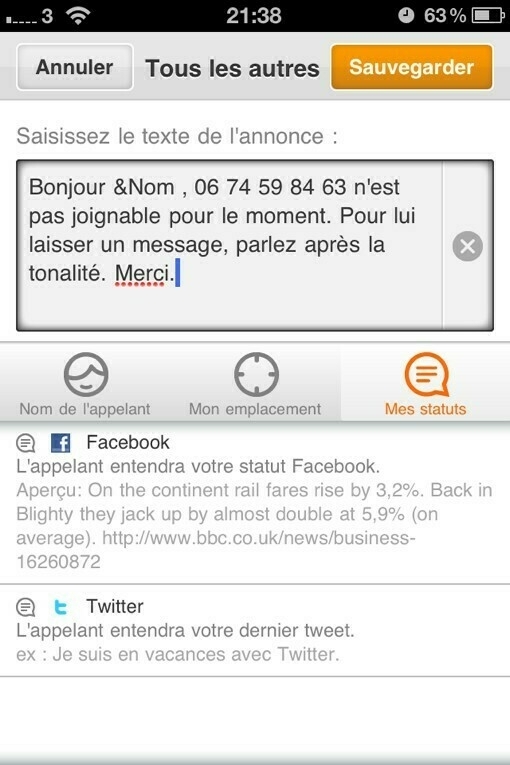 3 21:38 63%
Annuler Tous les autres Sauvegarder
Saisissez le texte de l'annonce :
Bonjour &Nom , 06 74 59 84 63 n'est
pas joignable pour le moment. Pour lui
laisser un message, parlez après la
tonalité. Merci.
Nom de l'appelant Mon emplacement Mes statuts
Facebook
L'appelant entendra votre statut Facebook.
Aperçu: On the continent rail fares rise by 3,2%. Back in
Blighty they jack up by almost double at 5,9% (on
average). http://www.bbc.co.uk/news/business-
16260872
Twitter
L'appelant entendra votre dernier tweet.
ex : Je suis en vacances avec Twitter.